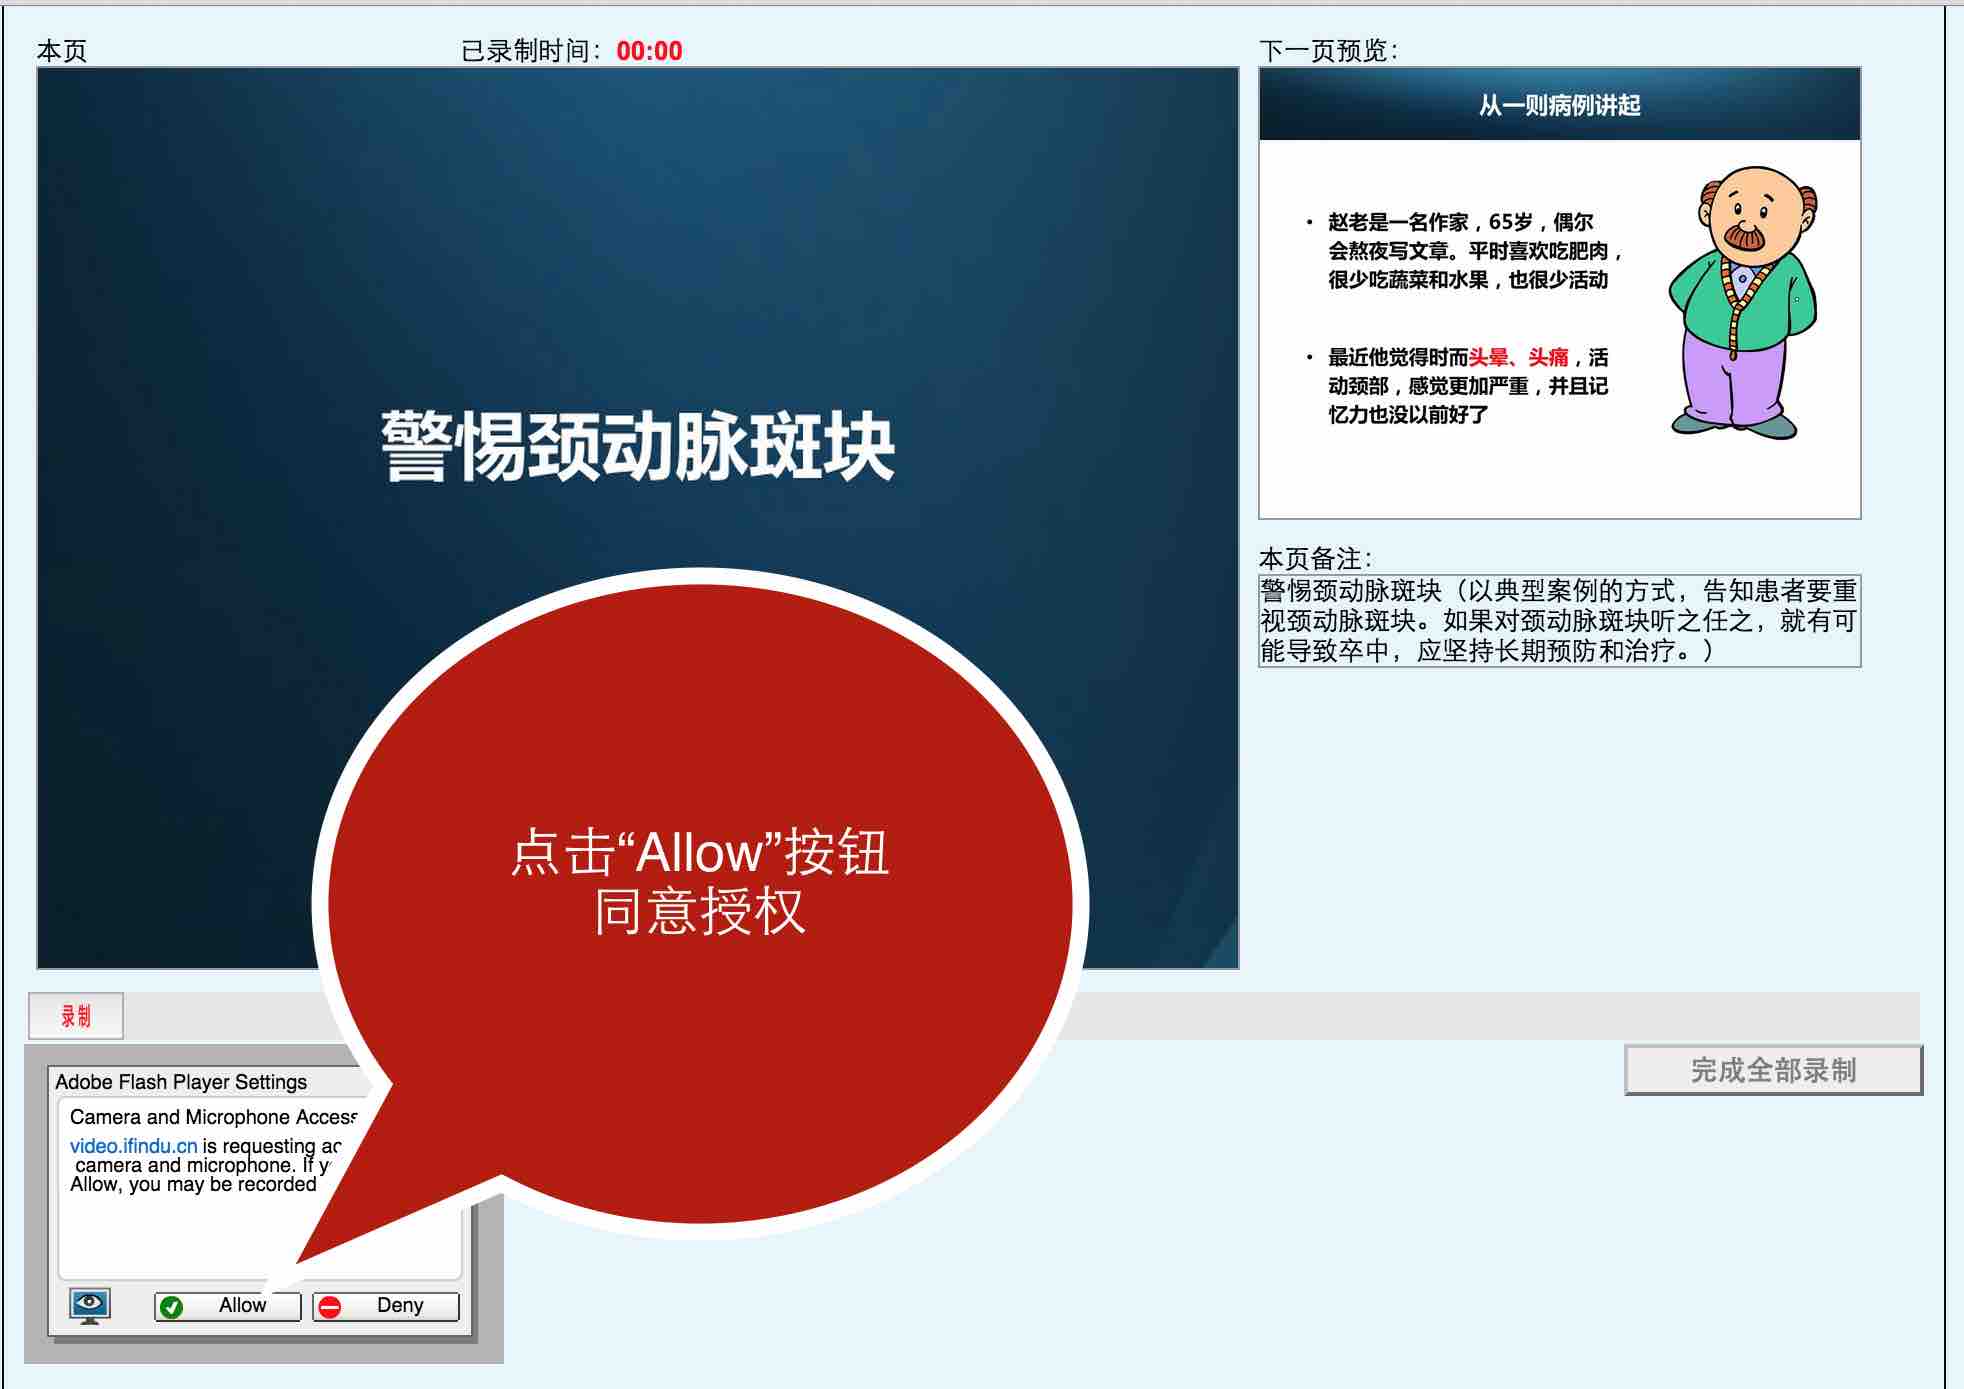 本页
已录制时间：00:00
下一页预览：
警惕颈动脉斑块
从一则病例讲起
• 赵老是一名作家，65岁，偶尔
会熬夜写文章。平时喜欢吃肥肉，
很少吃蔬菜和水果，也很少活动
• 最近他觉得时而头晕、头痛，活
动颈部，感觉更加严重，并且记
忆力也没以前好了
本页备注：
警惕颈动脉斑块（以典型案例的方式，告知患者要重
视颈动脉斑块。如果对颈动脉斑块听之任之，就有可
能导致卒中，应坚持长期预防和治疗。）
点击“Allow”按钮
同意授权
录制
完成全部录制
Adobe Flash Player Settings
Camera and Microphone Access
video.ifindu.cn is requesting
camera and microphone. If
Allow, you may be recorded
Allow
Deny